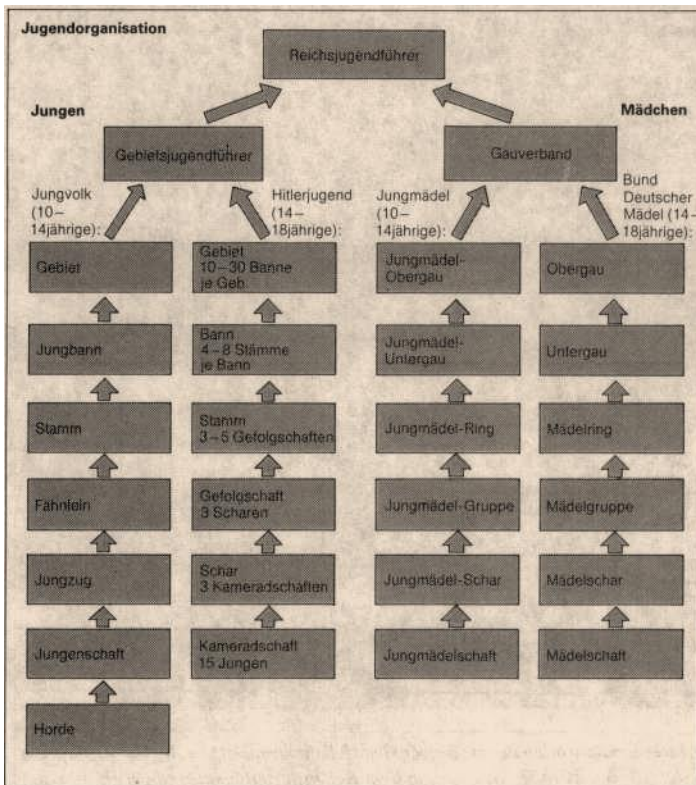 Jugendorganisation
Reichsjugendführer
Jungen
Mädchen
Gebietsjugendführer
Gauverband
Jungvolk
(10–
14jährige):
Hitlerjugend
(14–
18jährige):
Jungmädel
(10–
14jährige):
Bund
Deutscher
Mädel (14–
18jährige):
Gebiet
Gebiet
10–30 Banne
je Geb.
Jungmädel-
Obergau
Obergau
Jungbann
Bann
4–8 Stämme
je Bann
Jungmädel-
Untergau
Untergau
Stamm
Stamm
3–5 Gefolgschaften
Jungmädel-Ring
Mädelring
Fähnlein
Gefolgschaft
3 Scharen
Jungmädel-Gruppe
Mädelgruppe
Jungzug
Schar
3 Kameradschaften
Jungmädel-Schar
Mädelschar
Jungenschaft
Kameradschaft
15 Jungen
Jungmädelschaft
Mädelschaft
Horde